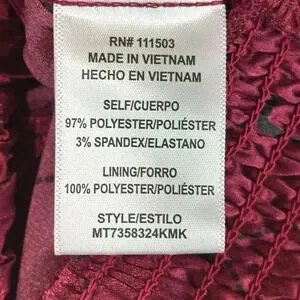 RN# 111503
MADE IN VIETNAM
HECHO EN VIETNAM
SELF/CUERPO
97% POLYESTER/POLIÉSTER
3% SPANDEX/ELASTANO
LINING/FORRO
100% POLYESTER/POLIÉSTER
STYLE/ESTILO
MT7358324KMK